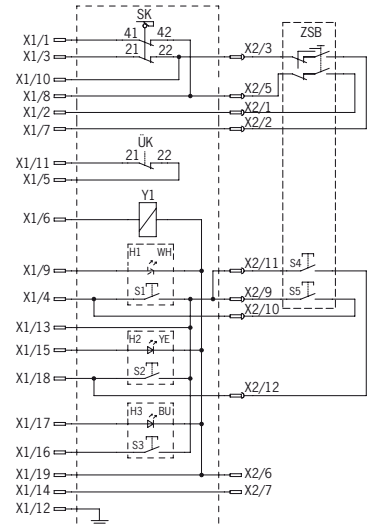 SK
41 42
X1/1
21 22
X1/3
X2/3
ZSB
X1/10
X1/8
X2/5
X1/2
X2/1
X1/7
X2/2
ÜK
21 22
X1/11
X1/5
Y1
X1/6
H1 WH
X1/9
X2/11
S4
S1
X1/4
X2/9
S5
X2/10
X1/13
H2 YE
X1/15
S2
X1/18
X2/12
H3 BU
X1/17
S3
X1/16
X1/19
X2/6
X1/14
X2/7
X1/12